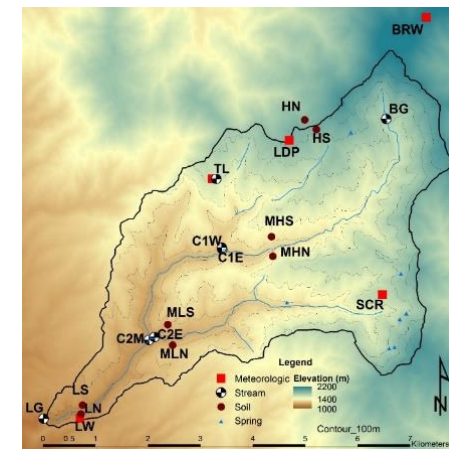 BRW
HN
BG
HS
LDP
TL
MHS
C1W
C1E
MHN
SCR
MLS
C2M C2E
MLN
LS
LG LN
LW
Legend
Meteorologic Elevation (m)
Stream 2200
Soil 1400
Spring 1000
Contour_100m
N
0 0.5 1 2 3 4 5 6 7
Kilometers